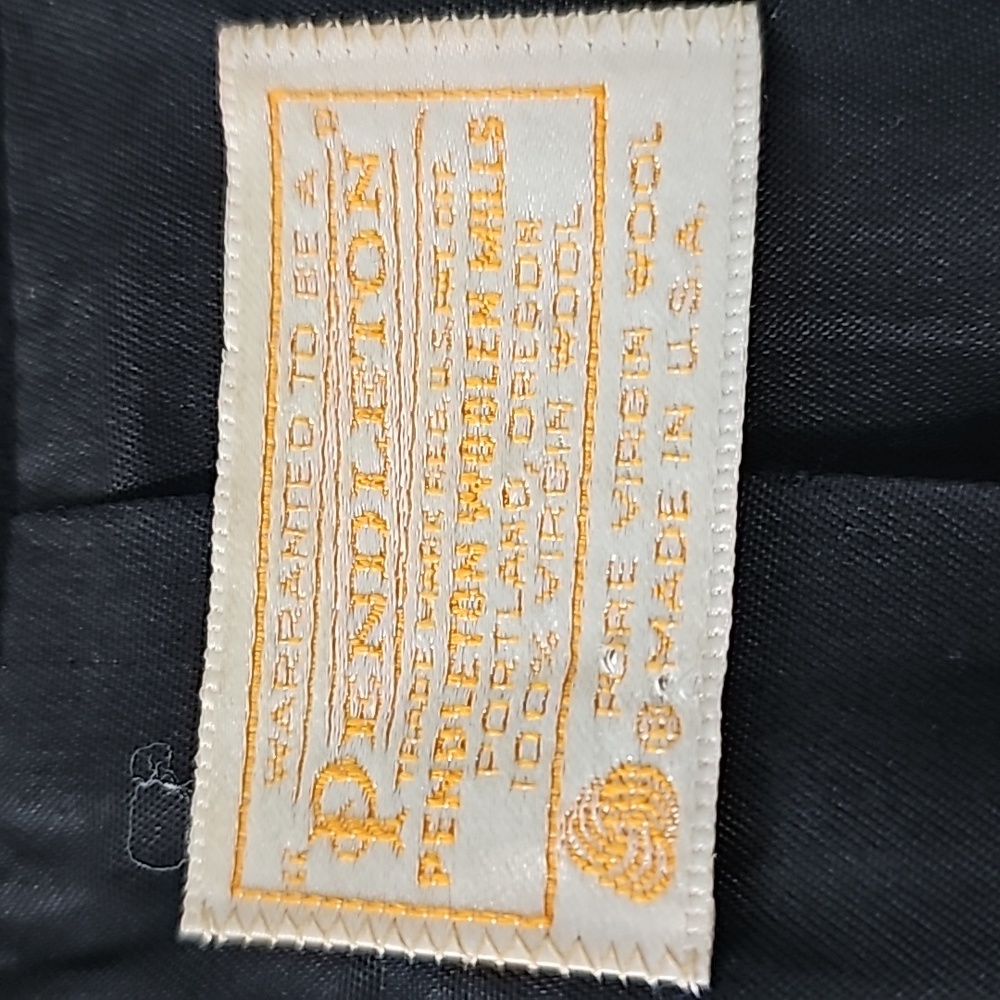 WARRANTED TO BE A
PENDLETON
TRADE MARK REG. U.S. PAT OFF
PENDLETON WOOLEN MILLS
PORTLAND, OREGON
100% VIRGIN WOOL
PURE VIRGIN WOOL
® MADE IN U.S.A.